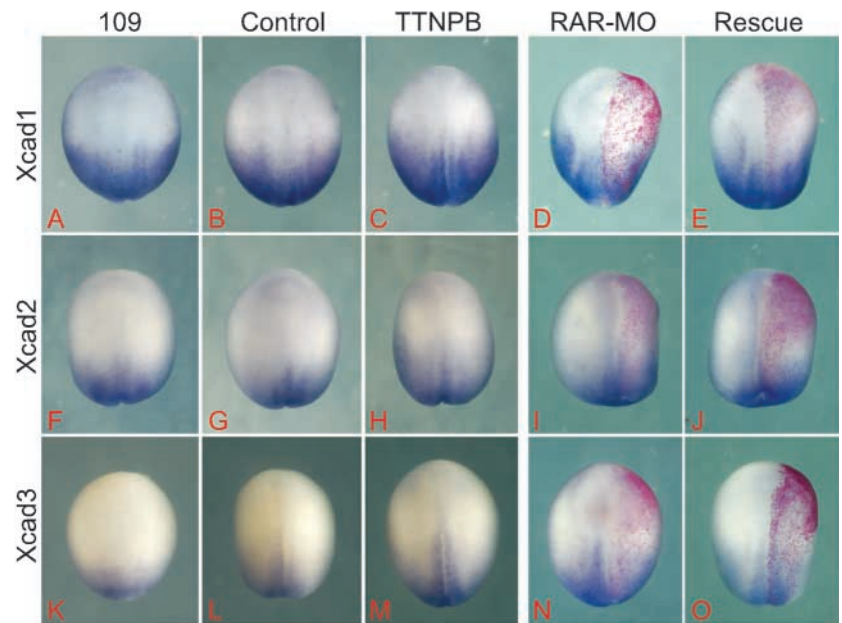 109 Control TTNPB RAR-MO Rescue
Xcad1
A B C D E
Xcad2
F G H I J
Xcad3
K L M N O